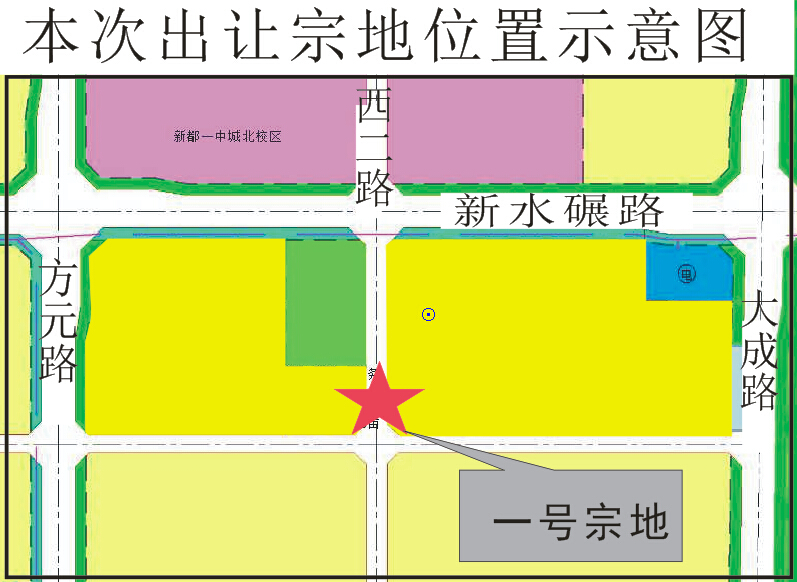 本次出让宗地位置示意图
新都一中城北校区
西二路
新水碾路
方元路
电
大成路
一号宗地